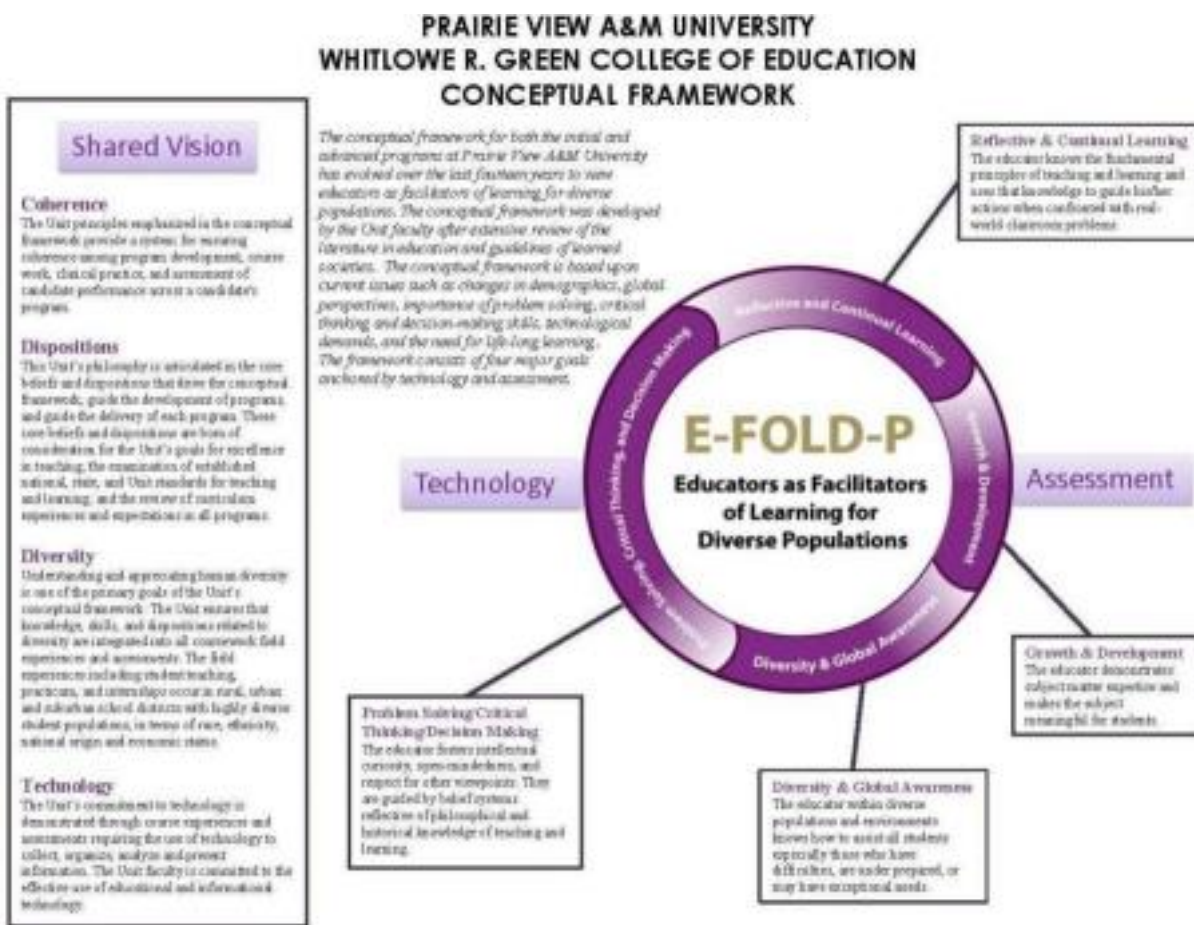 PRAIRIE VIEW A&M UNIVERSITY
WHITLOWE R. GREEN COLLEGE OF EDUCATION
CONCEPTUAL FRAMEWORK
Shared Vision
Coherence
The Unit principles emphasized in the conceptual
framework provide a system for ensuring
coherence among program development, course
work, clinical practice, and assessment of
candidate performance across a candidate's
program.
Dispositions
This Unit's philosophy is articulated in the core
beliefs and dispositions that drive the conceptual
framework, guide the development of programs,
and guide the delivery of each program. These
core beliefs and dispositions are born of
consideration for the Unit's goals for excellence
in teaching, the examination of established
national, state, and Unit standards for teaching
and learning, and the review of curriculum
experiences and expectations in all programs.
Diversity
Understanding and appreciating human diversity
is one of the primary goals of the Unit's
conceptual framework. The Unit ensures that
knowledge, skills, and dispositions related to
diversity are integrated into all coursework field
experiences and assessments. The field
experiences including student teaching,
practicum, and internships occur in rural, urban
and suburban school districts with highly diverse
student populations, in terms of race, ethnicity,
national origin and economic status.
Technology
The Unit's commitment to technology is
demonstrated through course experiences and
assessments requiring the use of technology to
collect, organize, analyze and present
information. The Unit faculty is committed to the
effective use of educational and informational
technology.
The conceptual framework for both the initial and
advanced programs at Prairie View A&M University
has evolved over the last fourteen years to view
educators as facilitators of learning for diverse
populations. The conceptual framework was developed
by the Unit faculty after extensive review of the
literature in education and guidelines of learned
societies. The conceptual framework is based upon
current issues such as changes in demographics, global
perspectives, importance of problem solving, critical
thinking and decision-making skills, technological
demands, and the need for life-long learning.
The framework consists of four major goals
anchored by technology and assessment.
Technology
E-FOLD-P
Educators as Facilitators
of Learning for
Diverse Populations
Reflective and Continual Learning
Growth & Development
Diversity & Global Awareness
Problem Solving, Critical Thinking, and Decision Making
Assessment
Reflective & Continual Learning
The educator knows the fundamental
principles of teaching and learning and
uses that knowledge to guide his/her
actions when confronted with real-
world classroom problems.
Growth & Development
The educator demonstrates
subject matter expertise and
makes the subject
meaningful for students.
Diversity & Global Awareness
The educator within diverse
populations and environments
knows how to assist all students
especially those who have
difficulties, are under prepared, or
may have exceptional needs.
Problem Solving/Critical
Thinking/Decision Making
The educator fosters intellectual
curiosity, open-mindedness, and
respect for other viewpoints. They
are guided by belief systems
reflective of philosophical and
historical knowledge of teaching and
learning.